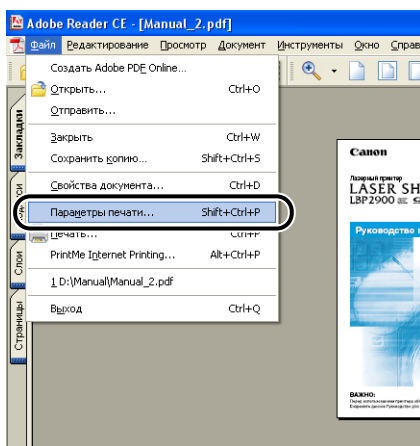 Adobe Reader CE - [Manual_2.pdf]
Файл Редактирование Просмотр Документ Инструменты Окно Справ
Создать Adobe PDF Online...
Открыть... Ctrl+O
Отправить...
Закрыть Ctrl+W
Сохранить копию... Shift+Ctrl+S
Свойства документа... Ctrl+D
Параметры печати... Shift+Ctrl+P
Печать... Ctrl+P
PrintMe Internet Printing... Alt+Ctrl+P
1 D:\Manual\Manual_2.pdf
Выход Ctrl+Q
Закладки
Слои
Страницы
Canon
Лазерный принтер
LASER SH
LBP2900
Руководство
ВАЖНО: